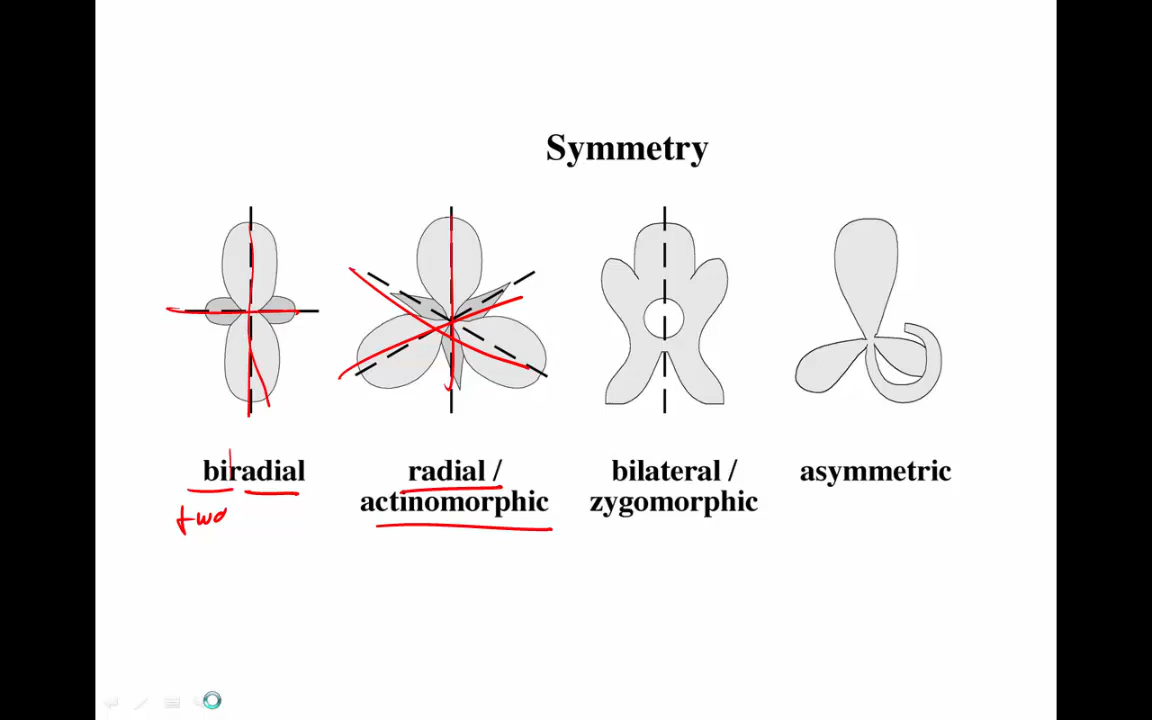 Symmetry
biradial
radial /
actinomorphic
bilateral /
zygomorphic
asymmetric
two